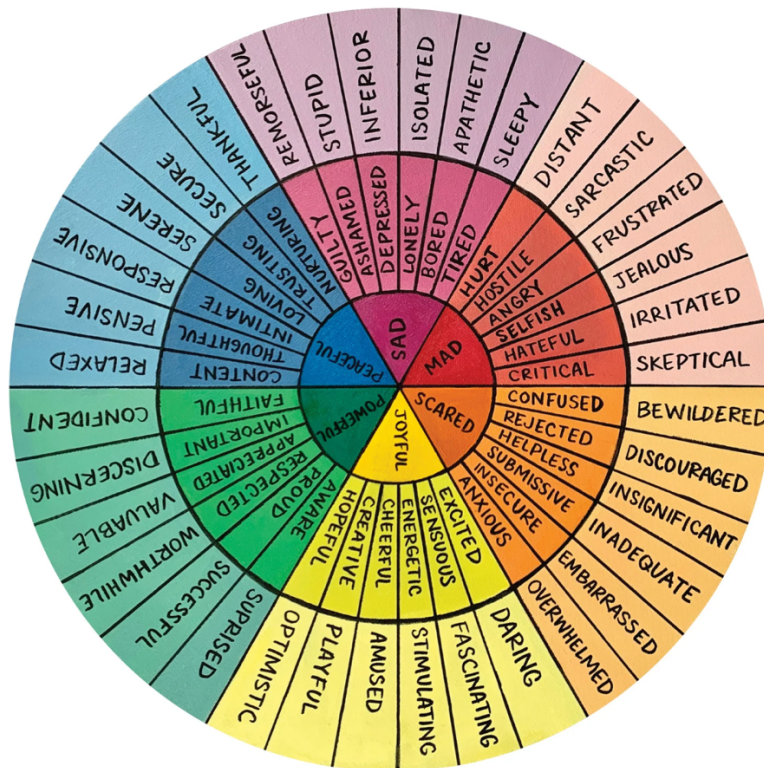 SAD
MAD
SCARED
JOYFUL
POWERFUL
PEACEFUL
GUILTY
ASHAMED
DEPRESSED
LONELY
BORED
TIRED
HURT
HOSTILE
ANGRY
SELFISH
HATEFUL
CRITICAL
CONFUSED
REJECTED
HELPLESS
SUBMISSIVE
INSECURE
ANXIOUS
EXCITED
SENSUOUS
ENERGETIC
CHEERFUL
CREATIVE
HOPEFUL
AWARE
PROUD
RESPECTED
APPRECIATED
IMPORTANT
FAITHFUL
CONTENT
THOUGHTFUL
INTIMATE
LOVING
TRUSTING
NURTURING
REMORSEFUL
STUPID
INFERIOR
ISOLATED
APATHETIC
SLEEPY
DISTANT
SARCASTIC
FRUSTRATED
JEALOUS
IRRITATED
SKEPTICAL
BEWILDERED
DISCOURAGED
INSIGNIFICANT
INADEQUATE
EMBARRASSED
OVERWHELMED
DARING
FASCINATING
STIMULATING
AMUSED
PLAYFUL
OPTIMISTIC
SUPRISED
SUCCESSFUL
WORTHWHILE
VALUABLE
DISCERNING
CONFIDENT
RELAXED
PENSIVE
RESPONSIVE
SERENE
SECURE
THANKFUL